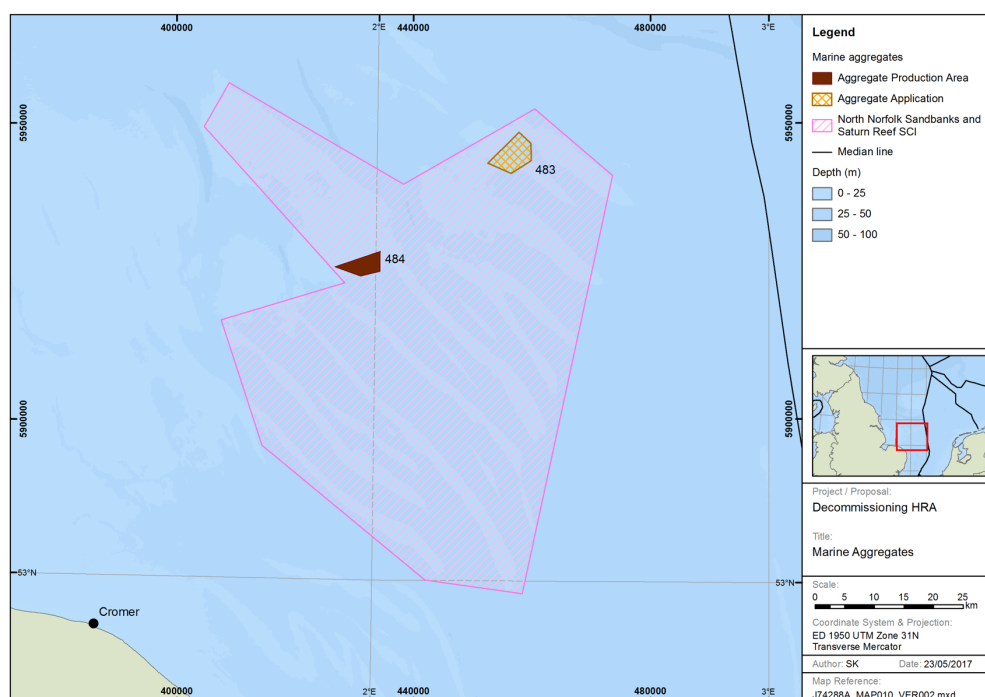 400000
2°E
440000
480000
3°E
5950000
5950000
483
484
5900000
5900000
53°N
53°N
Cromer
400000
2°E
440000
480000
3°E
Legend
Marine aggregates
Aggregate Production Area
Aggregate Application
North Norfolk Sandbanks and
Saturn Reef SCI
Median line
Depth (m)
0 - 25
25 - 50
50 - 100
Project / Proposal:
Decommissioning HRA
Title:
Marine Aggregates
Scale:
0 5 10 15 20 25
km
Coordinate System & Projection:
ED 1950 UTM Zone 31N
Transverse Mercator
Author: SK Date: 23/05/2017
Map Reference:
J74288A_MAP010_VER002.mxd